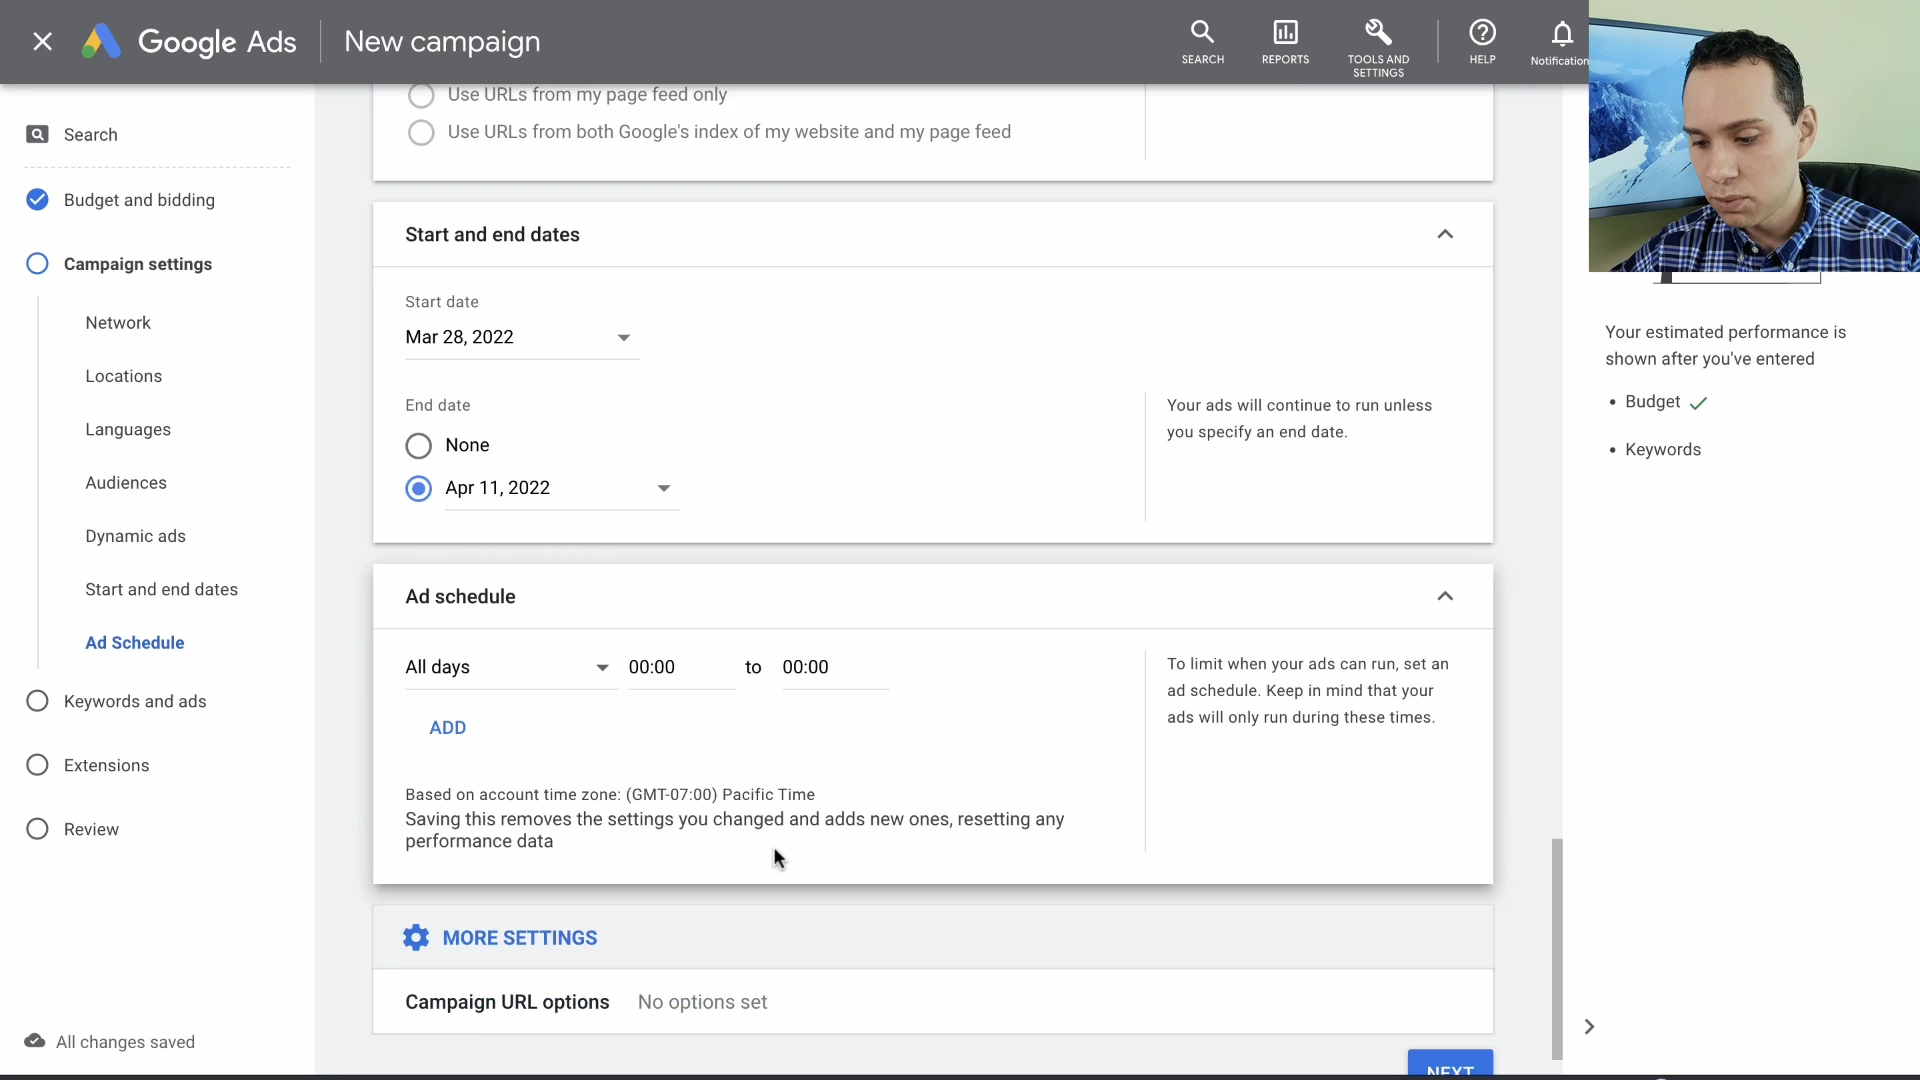 Google Ads
New campaign
SEARCH
REPORTS
TOOLS AND
SETTINGS
HELP
Notification
Search
Budget and bidding
Campaign settings
Network
Locations
Languages
Audiences
Dynamic ads
Start and end dates
Ad Schedule
Keywords and ads
Extensions
Review
All changes saved
Use URLs from my page feed only
Use URLs from both Google's index of my website and my page feed
Start and end dates
Start date
Mar 28, 2022
End date
None
Apr 11, 2022
Your ads will continue to run unless
you specify an end date.
Ad schedule
All days 00:00 to 00:00
ADD
To limit when your ads can run, set an
ad schedule. Keep in mind that your
ads will only run during these times.
Based on account time zone: (GMT-07:00) Pacific Time
Saving this removes the settings you changed and adds new ones, resetting any
performance data
MORE SETTINGS
Campaign URL options No options set
NEXT
Your estimated performance is
shown after you've entered
• Budget
• Keywords